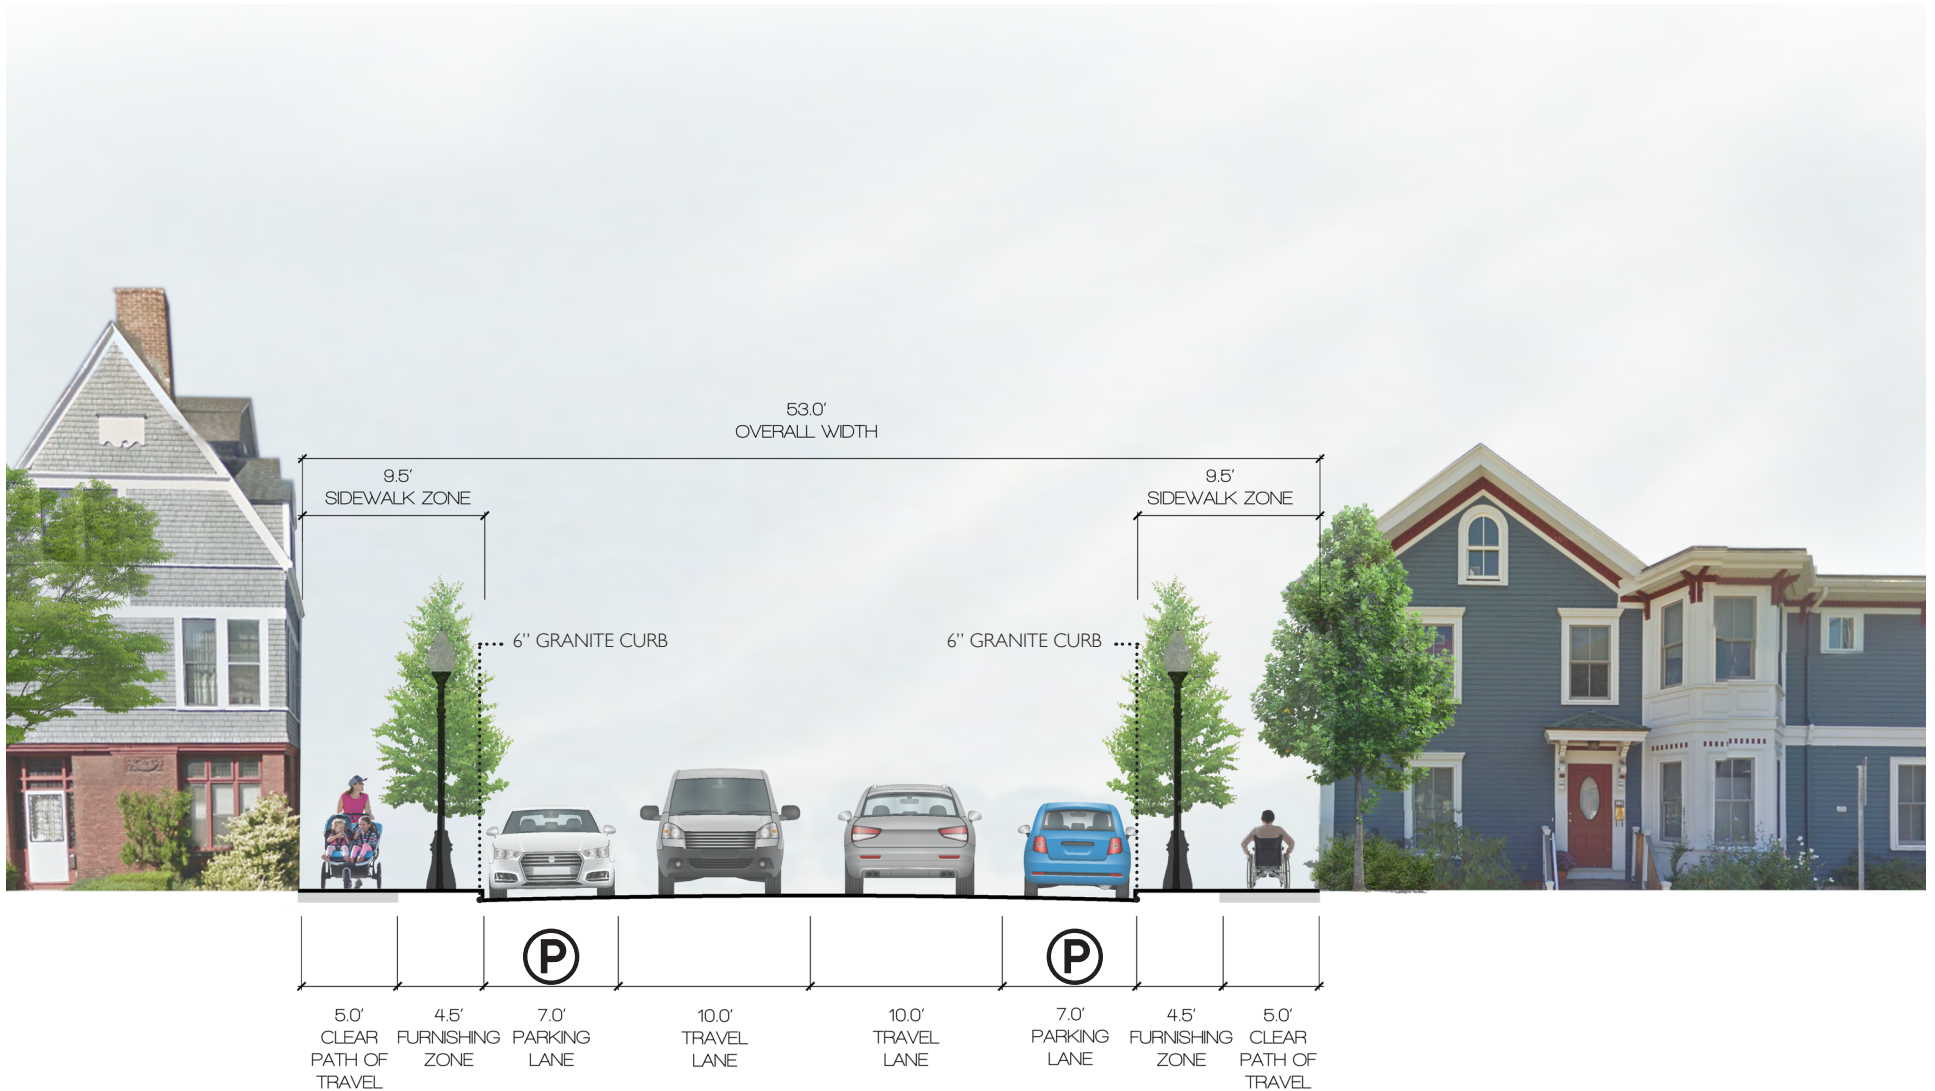 53.0'
OVERALL WIDTH
9.5'
SIDEWALK ZONE
9.5'
SIDEWALK ZONE
6'' GRANITE CURB
6'' GRANITE CURB
P
P
5.0'
CLEAR
PATH OF
TRAVEL
4.5'
FURNISHING
ZONE
7.0'
PARKING
LANE
10.0'
TRAVEL
LANE
10.0'
TRAVEL
LANE
7.0'
PARKING
LANE
4.5'
FURNISHING
ZONE
5.0'
CLEAR
PATH OF
TRAVEL